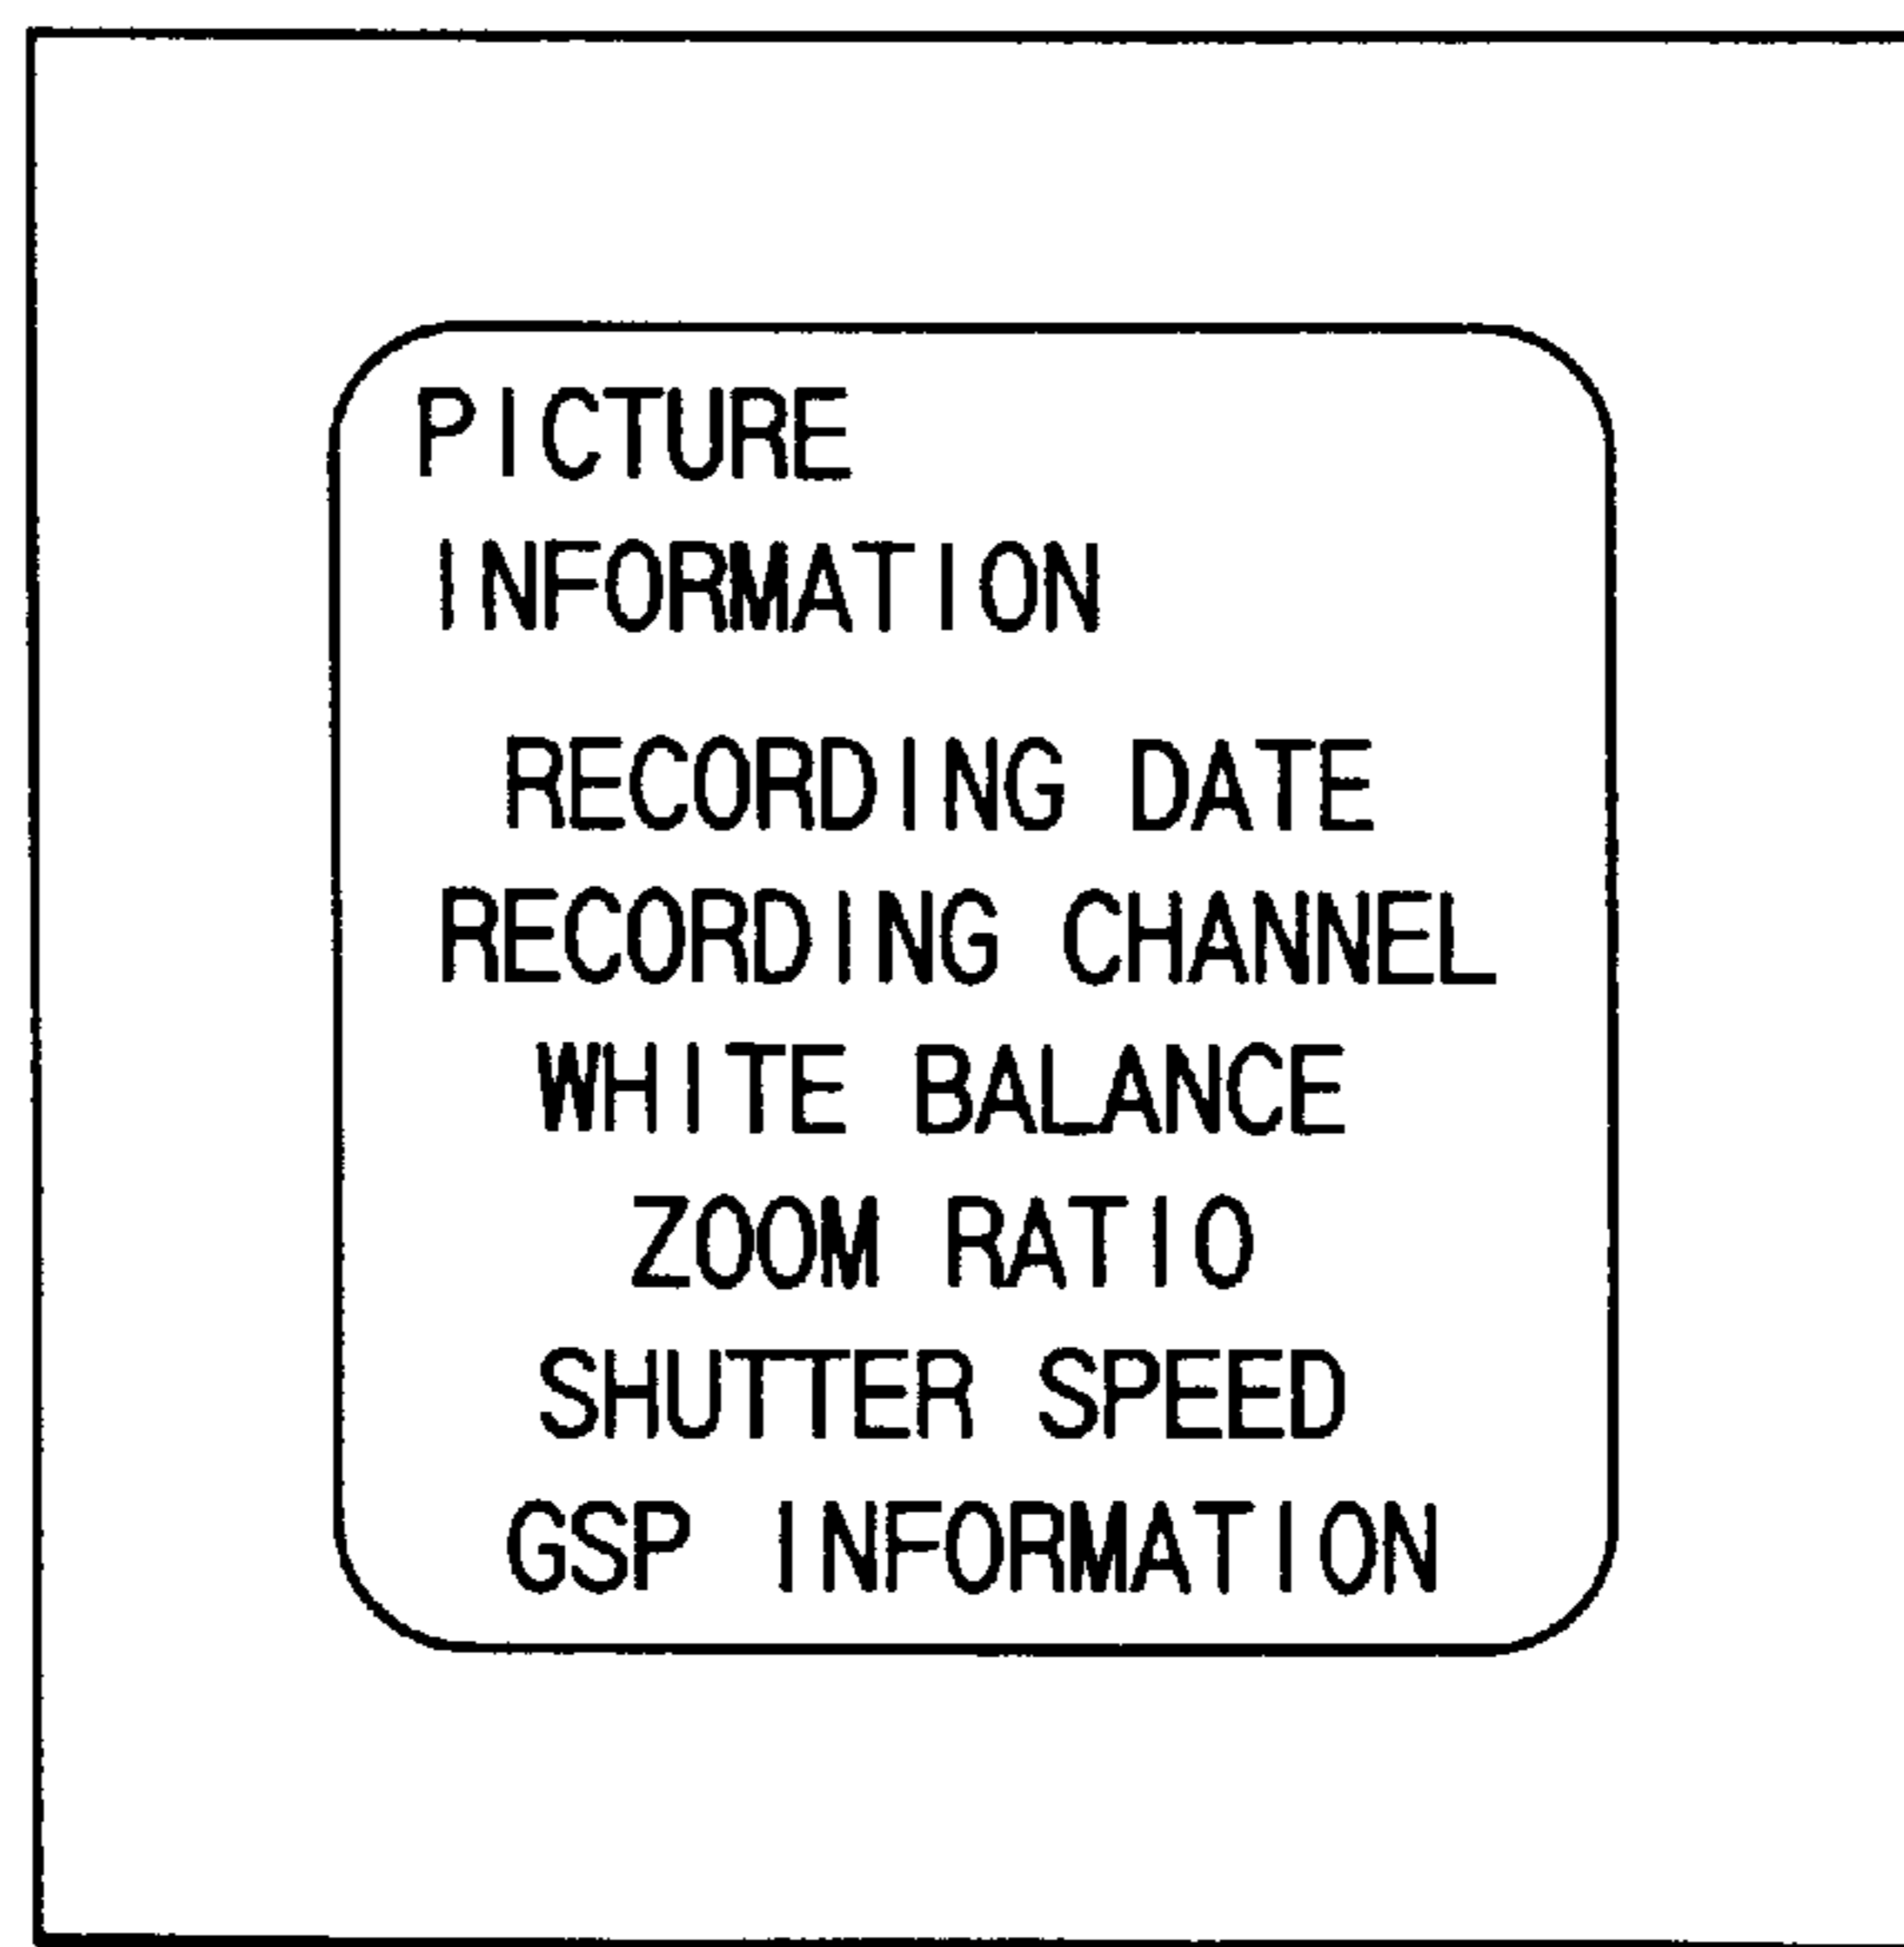 PICTURE
INFORMATION
RECORDING DATE
RECORDING CHANNEL
WHITE BALANCE
ZOOM RATIO
SHUTTER SPEED
GSP INFORMATION